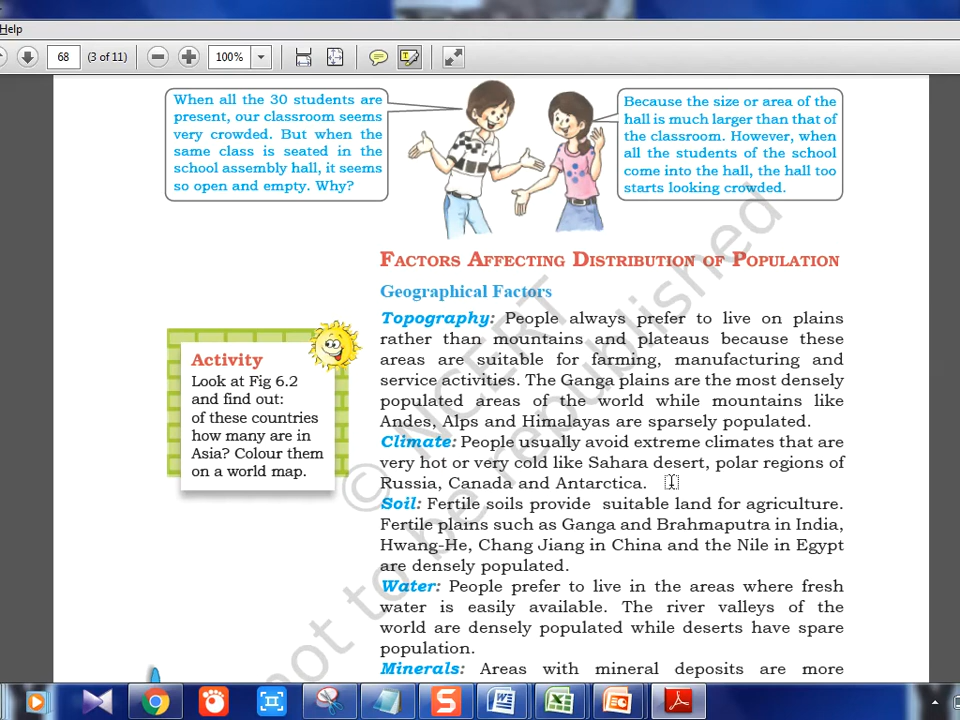 Help
68 (3 of 11) 100%
When all the 30 students are
present, our classroom seems
very crowded. But when the
same class is seated in the
school assembly hall, it seems
so open and empty. Why?
Because the size or area of the
hall is much larger than that of
the classroom. However, when
all the students of the school
come into the hall, the hall too
starts looking crowded.
FACTORS AFFECTING DISTRIBUTION OF POPULATION
Geographical Factors
Topography: People always prefer to live on plains
rather than mountains and plateaus because these
areas are suitable for farming, manufacturing and
service activities. The Ganga plains are the most densely
populated areas of the world while mountains like
Andes, Alps and Himalayas are sparsely populated.
Climate: People usually avoid extreme climates that are
very hot or very cold like Sahara desert, polar regions of
Russia, Canada and Antarctica.
Soil: Fertile soils provide suitable land for agriculture.
Fertile plains such as Ganga and Brahmaputra in India,
Hwang-He, Chang Jiang in China and the Nile in Egypt
are densely populated.
Water: People prefer to live in the areas where fresh
water is easily available. The river valleys of the
world are densely populated while deserts have spare
population.
Minerals: Areas with mineral deposits are more
Activity
Look at Fig 6.2
and find out:
of these countries
how many are in
Asia? Colour them
on a world map.
© NCERT
not to be republished